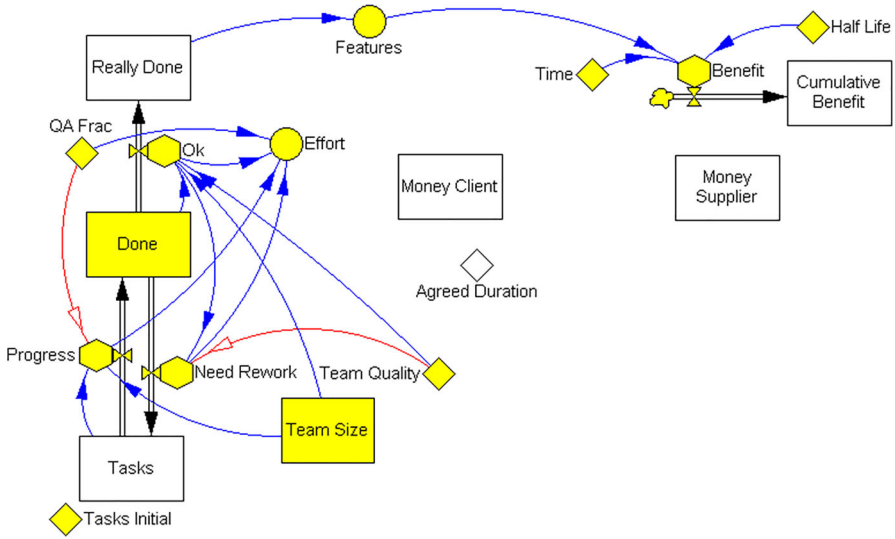 Features
Half Life
Really Done
Time
Benefit
Cumulative
Benefit
QA Frac
Ok
Effort
Money Client
Money
Supplier
Done
Agreed Duration
Progress
Need Rework
Team Quality
Team Size
Tasks
Tasks Initial